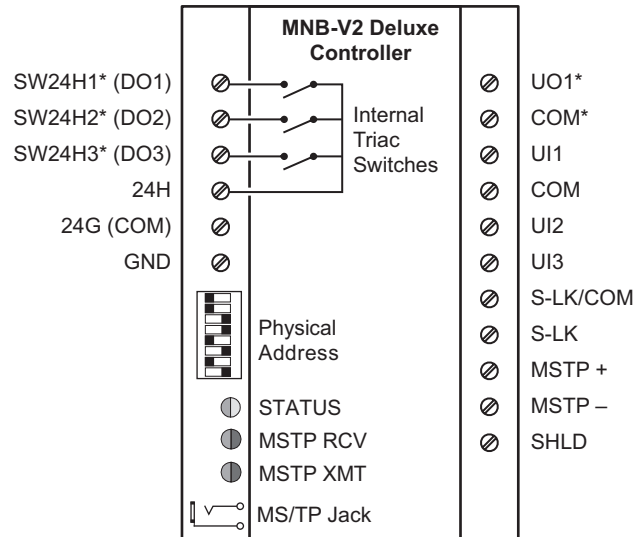 MNB-V2 Deluxe
Controller
SW24H1* (DO1)
SW24H2* (DO2)
SW24H3* (DO3)
24H
24G (COM)
GND
Internal
Triac
Switches
Physical
Address
STATUS
MSTP RCV
MSTP XMT
MS/TP Jack
UO1*
COM*
UI1
COM
UI2
UI3
S-LK/COM
S-LK
MSTP +
MSTP –
SHLD